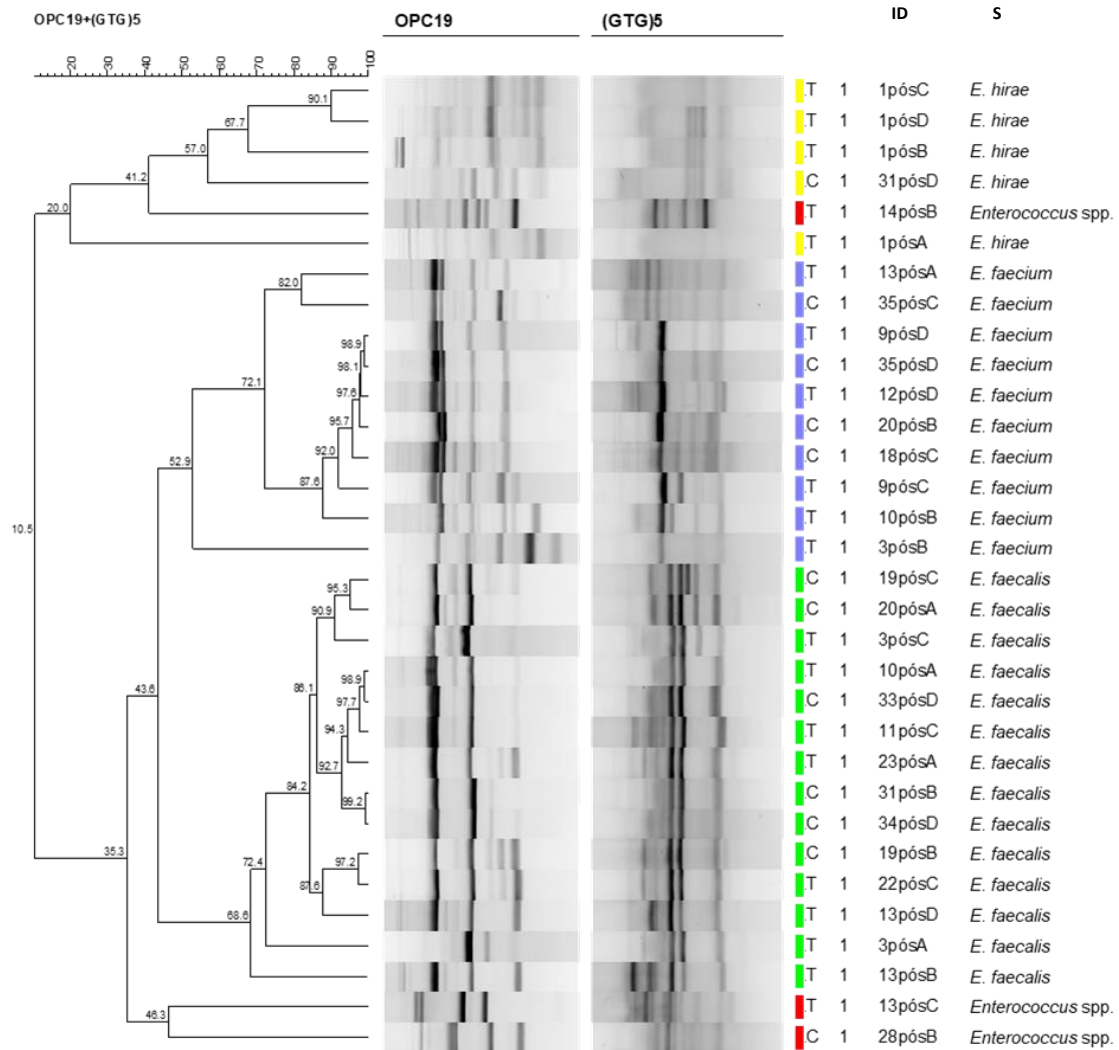 ID S
OPC19+(GTG)5 OPC19 (GTG)5
20 30 40 50 60 70 80 90 100
90.1 .T 1 1pósC E. hirae
67.7 .T 1 1pósD E. hirae
57.0 .T 1 1pósB E. hirae
41.2 .C 1 31pósD E. hirae
20.0 .T 1 14pósB Enterococcus spp.
.T 1 1pósA E. hirae
82.0 .T 1 13pósA E. faecium
.C 1 35pósC E. faecium
98.9 .T 1 9pósD E. faecium
98.1 .C 1 35pósD E. faecium
72.1 97.6 .T 1 12pósD E. faecium
95.7 .C 1 20pósB E. faecium
52.9 92.0 .C 1 18pósC E. faecium
87.6 .T 1 9pósC E. faecium
.T 1 10pósB E. faecium
10.5 .T 1 3pósB E. faecium
95.3 .C 1 19pósC E. faecalis
90.9 .C 1 20pósA E. faecalis
.T 1 3pósC E. faecalis
43.6 86.1 98.9 .T 1 10pósA E. faecalis
97.7 .C 1 33pósD E. faecalis
94.3 .T 1 11pósC E. faecalis
92.7 .T 1 23pósA E. faecalis
84.2 99.2 .C 1 31pósB E. faecalis
.C 1 34pósD E. faecalis
35.3 72.4 97.2 .C 1 19pósB E. faecalis
87.6 .T 1 22pósC E. faecalis
68.6 .T 1 13pósD E. faecalis
.T 1 3pósA E. faecalis
.T 1 13pósB E. faecalis
46.3 .T 1 13pósC Enterococcus spp.
.C 1 28pósB Enterococcus spp.